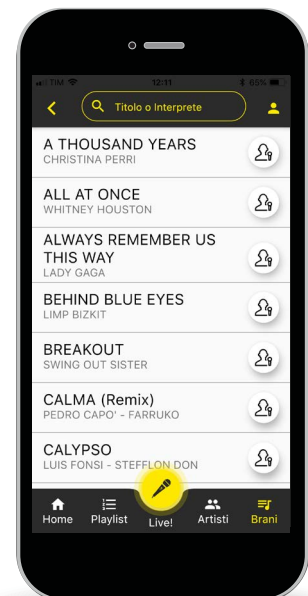 TIM 12:11 65%
Titolo o Interprete
A THOUSAND YEARS
CHRISTINA PERRI
ALL AT ONCE
WHITNEY HOUSTON
ALWAYS REMEMBER US
THIS WAY
LADY GAGA
BEHIND BLUE EYES
LIMP BIZKIT
BREAKOUT
SWING OUT SISTER
CALMA (Remix)
PEDRO CAPO' - FARRUKO
CALYPSO
LUIS FONSI - STEFFLON DON
Home Playlist Live! Artisti Brani